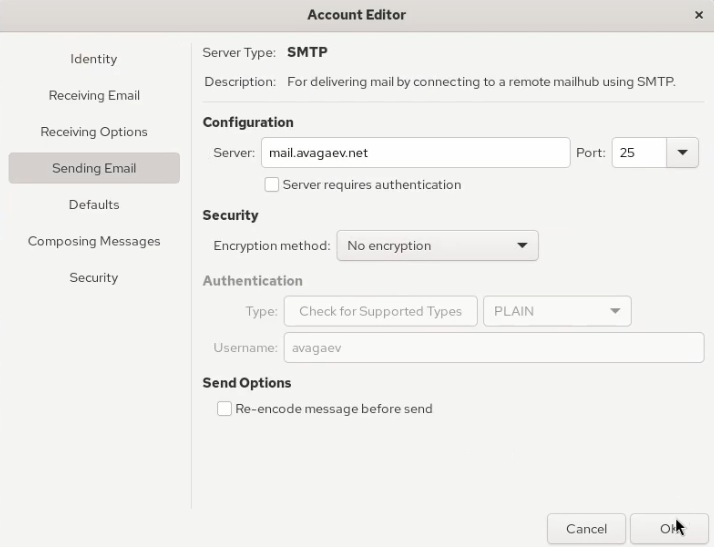 Account Editor
×
Identity
Receiving Email
Receiving Options
Sending Email
Defaults
Composing Messages
Security
Server Type: SMTP
Description: For delivering mail by connecting to a remote mailhub using SMTP.
Configuration
Server: mail.avagaev.net Port: 25
Server requires authentication
Security
Encryption method: No encryption
Authentication
Type: Check for Supported Types PLAIN
Username: avagaev
Send Options
Re-encode message before send
Cancel